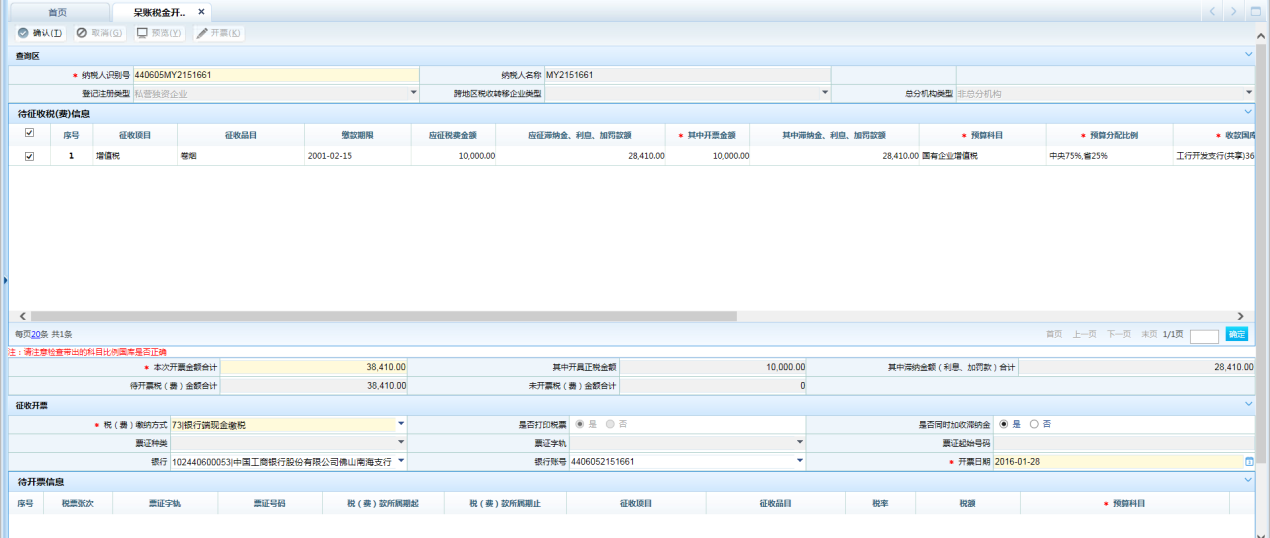 首页 呆账税金开.. ×
确认(I) 取消(G) 预览(Y) 开票(K)
查询区
* 纳税人识别号 440605MY2151661 纳税人名称 MY2151661
登记注册类型 私营独资企业 跨地区税收转移企业类型 总分机构类型 非总分机构
待征收税(费)信息
序号 征收项目 征收品目 缴款期限 应征税费金额 应征滞纳金、利息、加罚款额 * 其中开票金额 其中滞纳金、利息、加罚款额 * 预算科目 * 预算分配比例 * 收款国库
1 增值税 卷烟 2001-02-15 10,000.00 28,410.00 10,000.00 28,410.00 国有企业增值税 中央75%,省25% 工行开发支行(共享)36
每页20条 共1条 首页 上一页 下一页 末页 1/1页 确定
注：请注意检查带出的科目比例国库是否正确
* 本次开票金额合计 38,410.00 其中开具正税金额 10,000.00 其中滞纳金额（利息、加罚款）合计 28,410.00
待开票税（费）金额合计 38,410.00 未开票税（费）金额合计 0
征收开票
* 税（费）缴纳方式 73|银行端现金缴税 是否打印税票 是 否 是否同时加收滞纳金 是 否
票证种类 票证字轨 票证起始号码
银行 102440600053|中国工商银行股份有限公司佛山南海支行 银行账号 4406052151661 * 开票日期 2016-01-28
待开票信息
序号 税票张次 票证字轨 票证号码 税（费）款所属期起 税（费）款所属期止 征收项目 征收品目 税率 税额 * 预算科目